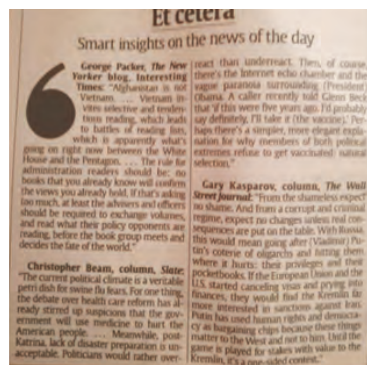 Et cetera
Smart insights on the news of the day
George Packer, The New
Yorker blog, Interesting
Times: "Afghanistan is not
Vietnam. ... Vietnam in-
vites selective and tenden-
tious reading, which leads
to battles of reading lists,
which is apparently what's
going on right now between the White
House and the Pentagon. ... The rule for
administration readers should be: no
books that you already know will confirm
the views you already hold. If that's asking
too much, at least the advisers and officers
should be required to exchange volumes,
and read what their policy opponents are
reading, before the book group meets and
decides the fate of the world."
Christopher Beam, column, Slate:
"The current political climate is a veritable
petri dish for swine flu fears. For one thing,
the debate over health care reform has al-
ready stirred up suspicions that the gov-
ernment will use medicine to hurt the
American people. ... Meanwhile, post-
Katrina, lack of disaster preparation is un-
acceptable. Politicians would rather over-
react than underreact. Then, of course,
there's the Internet echo chamber and the
vague paranoia surrounding (President)
Obama. A caller recently told Glenn Beck
that 'if this were five years ago, I'd probably
say definitely, I'll take it (the vaccine).' Per-
haps there's a simpler, more elegant expla-
nation for why members of both political
extremes refuse to get vaccinated: natural
selection."
Gary Kasparov, column, The Wall
Street Journal: "From the shameless expect
no shame. And from a corrupt and criminal
regime, expect no changes unless real con-
sequences are put on the table. With Russia,
this would mean going after (Vladimir) Pu-
tin's coterie of oligarchs and hitting them
where it hurts: their privileges and their
pocketbooks. If the European Union and the
U.S. started canceling visas and prying into
finances, they would find the Kremlin far
more interested in sanctions against Iran.
Putin has used human rights and democra-
cy as bargaining chips because these things
matter to the West and not to him. Until the
game is played for stakes with value to the
Kremlin, it's a one-sided contest."